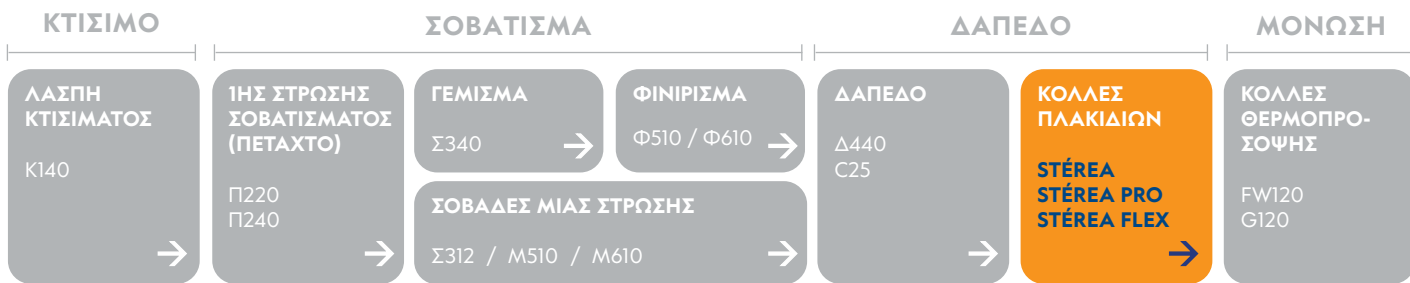 ΚΤΙΣΙΜΟ
ΣΟΒΑΤΙΣΜΑ
ΔΑΠΕΔΟ
ΜΟΝΩΣΗ
ΛΑΣΠΗ
ΚΤΙΣΙΜΑΤΟΣ
Κ140
1ΗΣ ΣΤΡΩΣΗΣ
ΣΟΒΑΤΙΣΜΑΤΟΣ
(ΠΕΤΑΧΤΟ)
Π220
Π240
ΓΕΜΙΣΜΑ
Σ340
ΦΙΝΙΡΙΣΜΑ
Φ510 / Φ610
ΣΟΒΑΔΕΣ ΜΙΑΣ ΣΤΡΩΣΗΣ
Σ312 / Μ510 / Μ610
ΔΑΠΕΔΟ
Δ440
C25
ΚΟΛΛΕΣ
ΠΛΑΚΙΔΙΩΝ
STÉREA
STÉREA PRO
STÉREA FLEX
ΚΟΛΛΕΣ
ΘΕΡΜΟΠΡΟ-
ΣΟΨΗΣ
FW120
G120